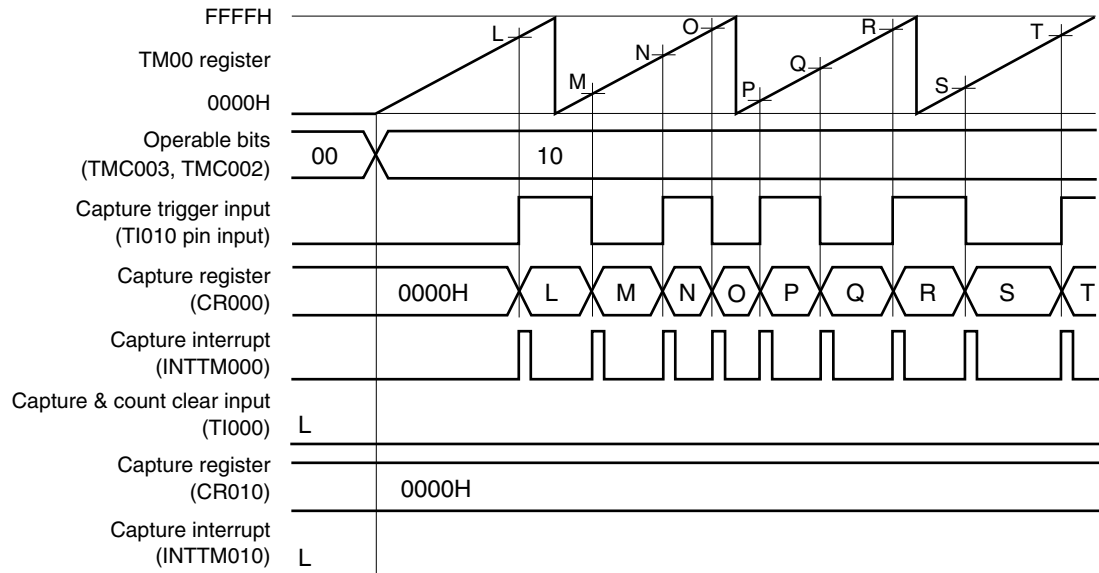 FFFFH
TM00 register
0000H
L
M
N
O
P
Q
R
S
T
Operable bits
(TMC003, TMC002)
00
10
Capture trigger input
(TI010 pin input)
Capture register
(CR000)
0000H
L
M
N
O
P
Q
R
S
T
Capture interrupt
(INTTM000)
Capture & count clear input
(TI000)
L
Capture register
(CR010)
0000H
Capture interrupt
(INTTM010)
L